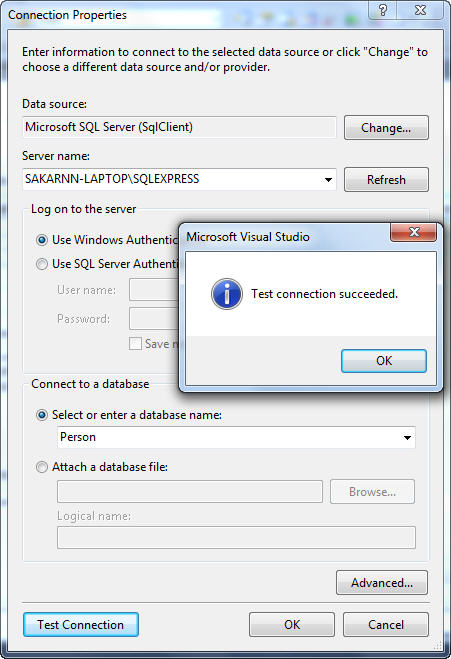 Connection Properties
Enter information to connect to the selected data source or click "Change" to
choose a different data source and/or provider.
Data source:
Microsoft SQL Server (SqlClient)
Change...
Server name:
SAKARNN-LAPTOP\SQLEXPRESS
Refresh
Log on to the server
Use Windows Authentic
Use SQL Server Authenti
User name:
Password:
Save
Microsoft Visual Studio
Test connection succeeded.
OK
Connect to a database
Select or enter a database name:
Person
Attach a database file:
Browse...
Logical name:
Advanced...
Test Connection
OK
Cancel